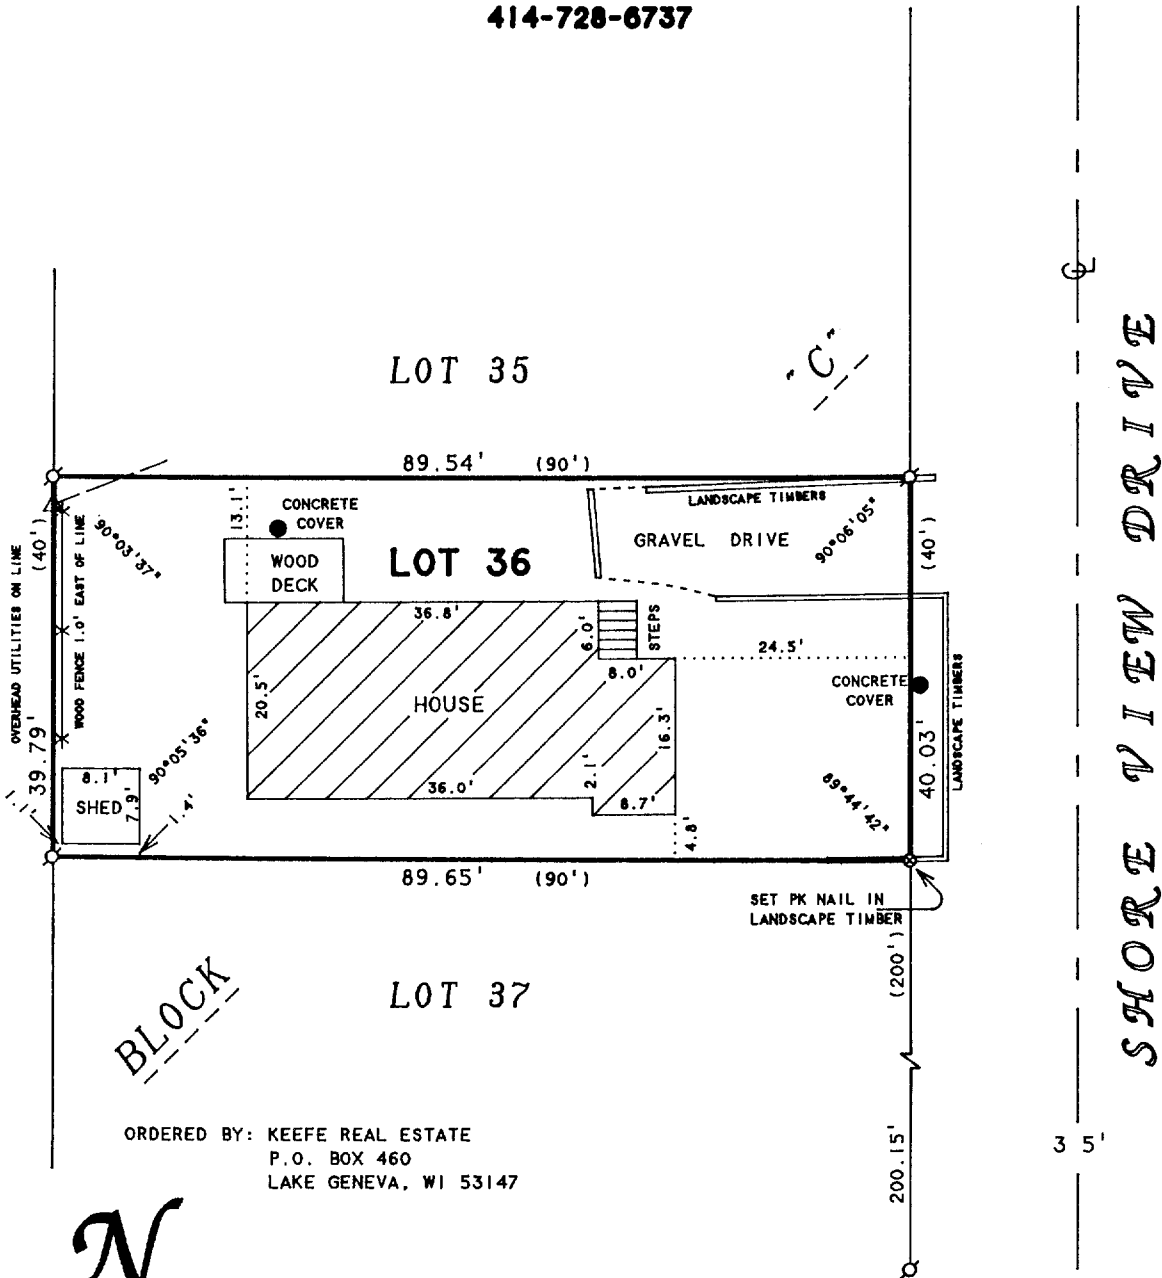 414-728-6737
LOT 35
"C"
89.54' (90')
CONCRETE
COVER
13.1'
LANDSCAPE TIMBERS
GRAVEL DRIVE
90°06'05"
(40')
(40')
90°03'37"
OVERHEAD UTILITIES ON LINE
WOOD FENCE 1.0' EAST OF LINE
WOOD
DECK
LOT 36
36.8'
6.0'
STEPS
8.0'
24.5'
CONCRETE
COVER
LANDSCAPE TIMBERS
20.5'
HOUSE
16.3'
39.79'
90°05'36"
8.1'
SHED
7.9'
1.1'
1.4'
36.0'
2.1'
8.7'
4.8'
89°44'42"
40.03'
89.65' (90')
SET PK NAIL IN
LANDSCAPE TIMBER
(200')
LOT 37
BLOCK
200.15'
35'
SHORE VIEW DRIVE
ORDERED BY: KEEFE REAL ESTATE
P.O. BOX 460
LAKE GENEVA, WI 53147
N